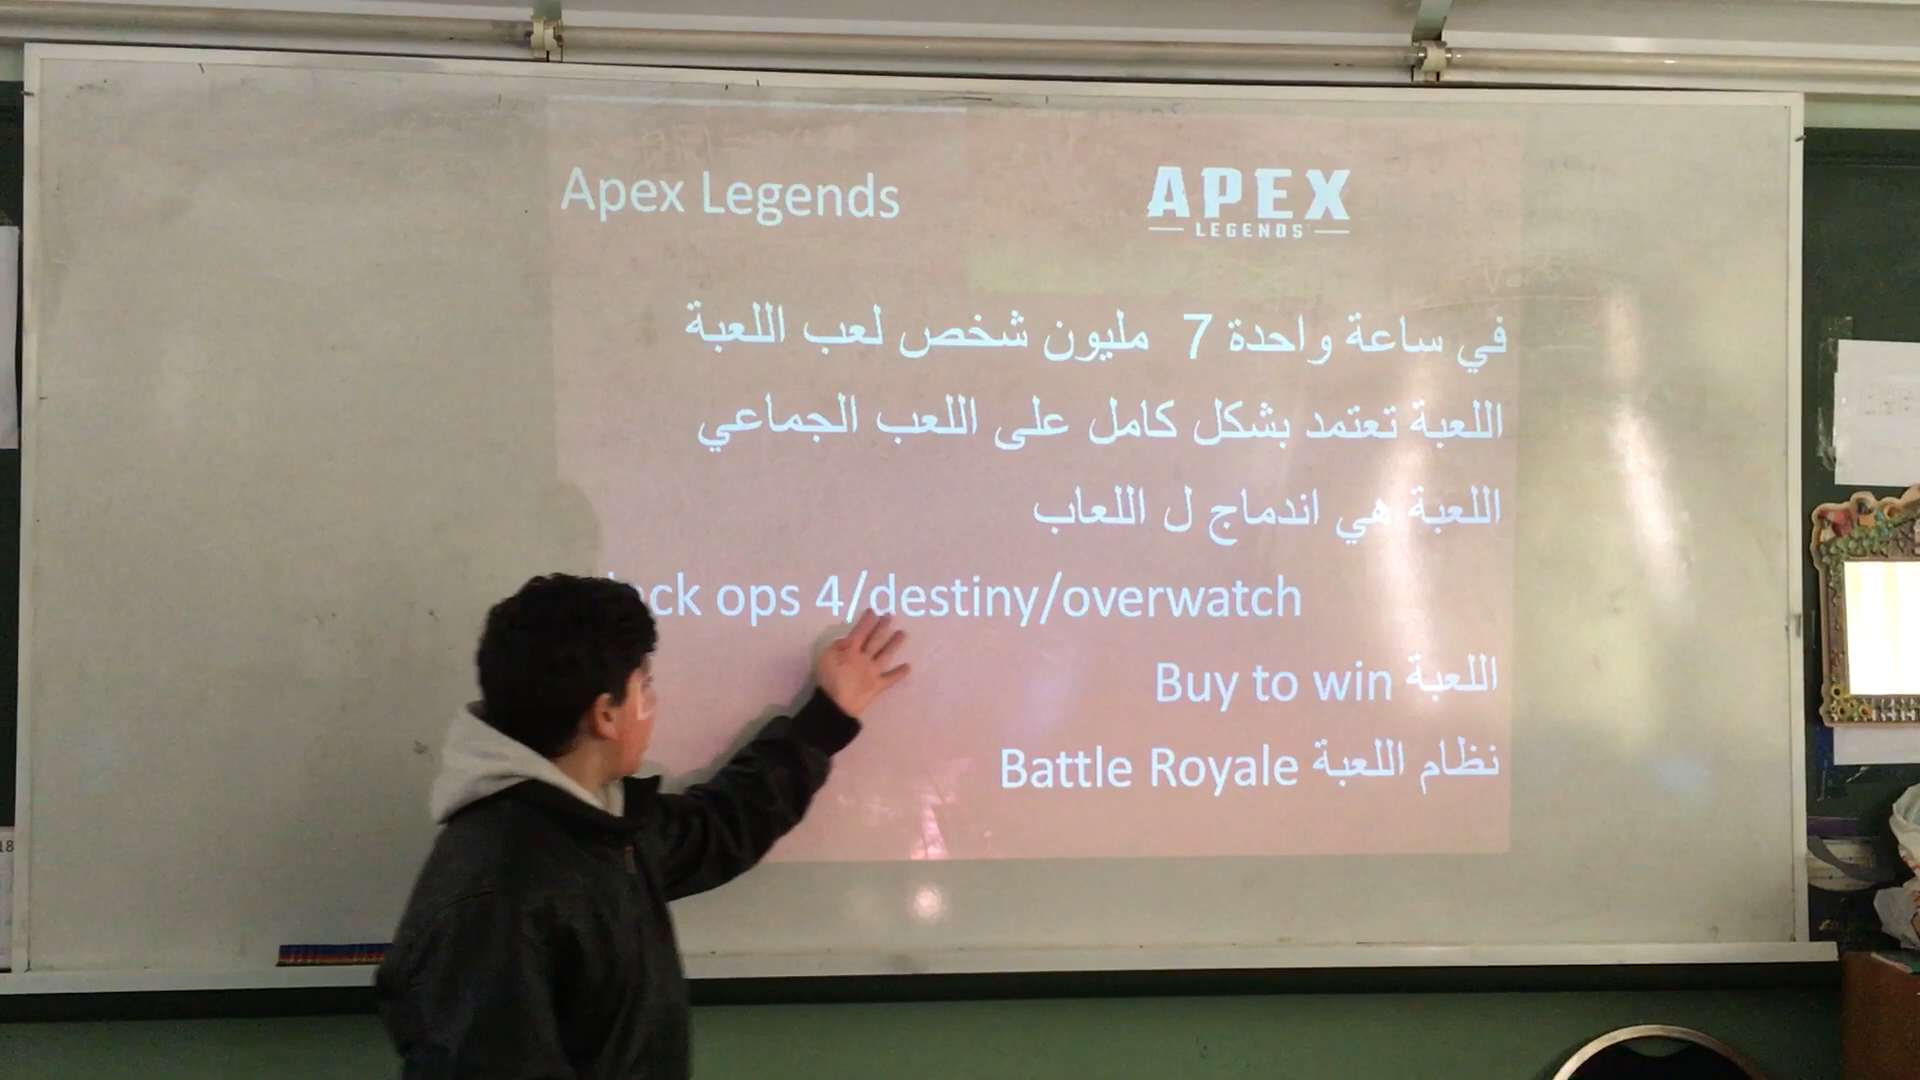 Apex Legends
APEX
LEGENDS
في ساعة واحدة 7 مليون شخص لعب اللعبة
اللعبة تعتمد بشكل كامل على اللعب الجماعي
اللعبة هي اندماج ل اللعاب
ops 4/destiny/overwatch
اللعبة Buy to win
نظام اللعبة Battle Royale
18